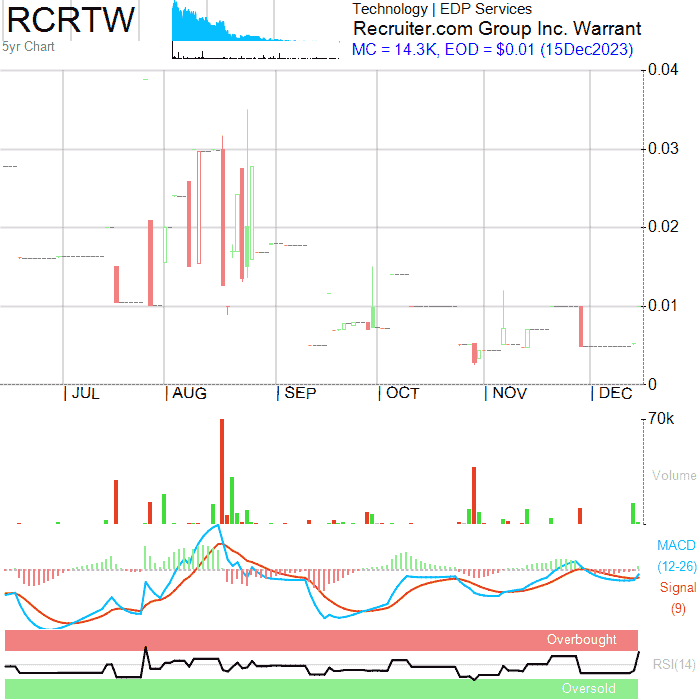 RCRTW
5yr Chart
Technology | EDP Services
Recruiter.com Group Inc. Warrant
MC = 14.3K, EOD = $0.01 (15Dec2023)
0.04
0.03
0.02
0.01
0
JUL AUG SEP OCT NOV DEC
70k
Volume
MACD
(12-26)
Signal
(9)
Overbought
RSI(14)
Oversold